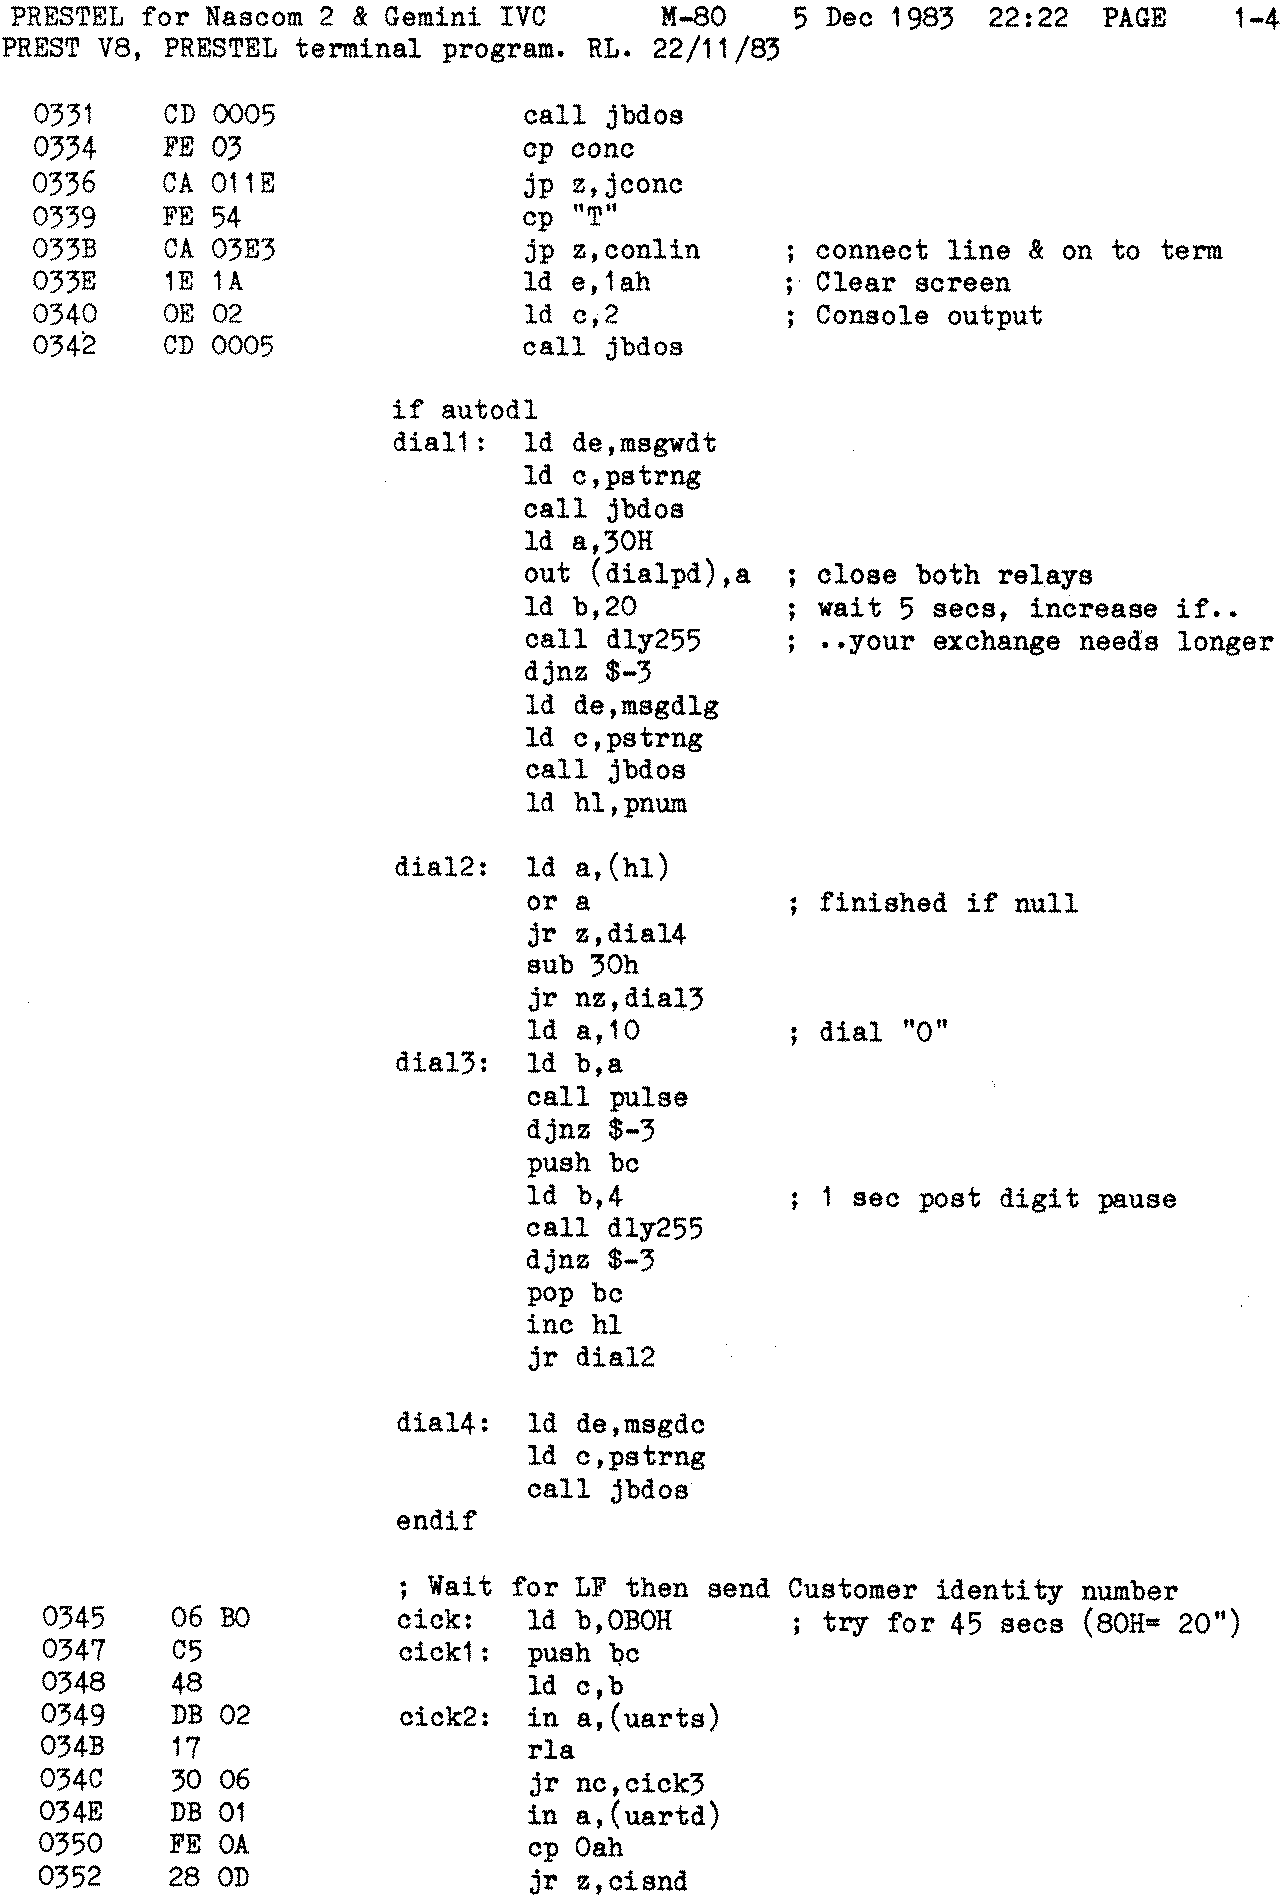 PRESTEL for Nascom 2 & Gemini IVC       M-80    5 Dec 1983  22:22  PAGE    1-4
PREST V8, PRESTEL terminal program. RL. 22/11/83

  0331    CD 0005               call jbdos
  0334    FE 03                 cp conc
  0336    CA 011E               jp z,jconc
  0339    FE 54                 cp "T"
  033B    CA 03E3               jp z,conlin     ; connect line & on to term
  033E    1E 1A                 ld e,1ah        ; Clear screen
  0340    0E 02                 ld c,2          ; Console output
  0342    CD 0005               call jbdos

                        if autodl
                        dial1:  ld de,msgwdt
                                ld c,pstrng
                                call jbdos
                                ld a,30H
                                out (dialpd),a  ; close both relays
                                ld b,20         ; wait 5 secs, increase if..
                                call dly255     ; ..your exchange needs longer
                                djnz $-3
                                ld de,msgdlg
                                ld c,pstrng
                                call jbdos
                                ld hl,pnum

                        dial2:  ld a,(hl)
                                or a            ; finished if null
                                jr z,dial4
                                sub 30h
                                jr nz,dial3
                                ld a,10         ; dial "0"
                        dial3:  ld b,a
                                call pulse
                                djnz $-3
                                push bc
                                ld b,4          ; 1 sec post digit pause
                                call dly255
                                djnz $-3
                                pop bc
                                inc hl
                                jr dial2

                        dial4:  ld de,msgdc
                                ld c,pstrng
                                call jbdos
                        endif

                        ; Wait for LF then send Customer identity number
  0345    06 B0         cick:   ld b,0B0H       ; try for 45 secs (80H= 20")
  0347    C5            cick1:  push bc
  0348    48                    ld c,b
  0349    DB 02         cick2:  in a,(uarts)
  034B    17                    rla
  034C    30 06                 jr nc,cick3
  034E    DB 01                 in a,(uartd)
  0350    FE 0A                 cp 0ah
  0352    28 0D                 jr z,cisnd